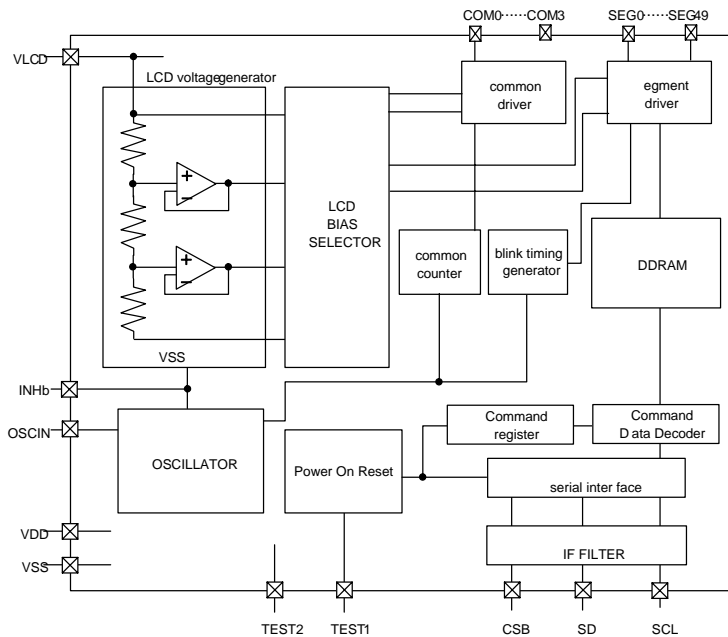 COM0 ······ COM3 SEG0 ······ SEG49
VLCD
LCD voltagegenerator
common
driver
egment
driver
+
−
+
−
LCD
BIAS
SELECTOR
common
counter
blink timing
generator
DDRAM
VSS
INHb
OSCIN
OSCILLATOR
Power On Reset
Command
register
Command
Data Decoder
serial inter face
IF FILTER
VDD
VSS
TEST2 TEST1 CSB SD SCL